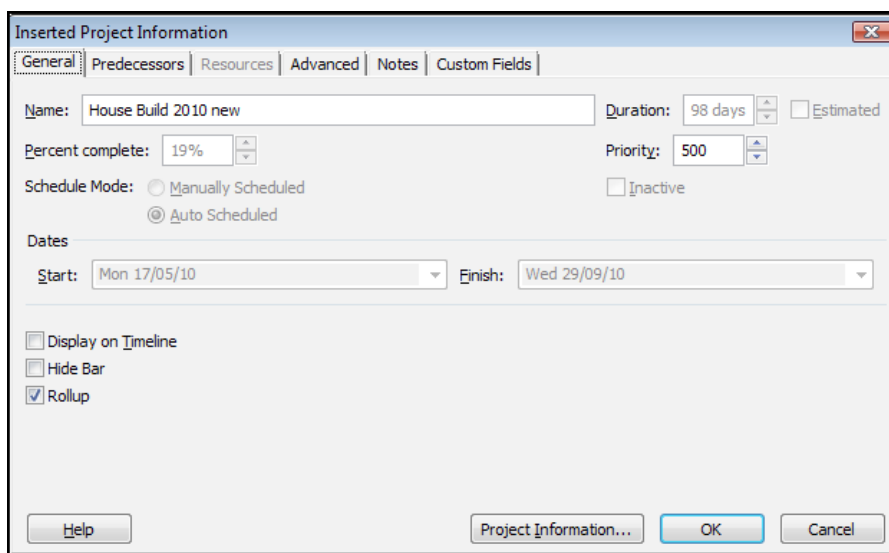 Inserted Project Information
General Predecessors Resources Advanced Notes Custom Fields
Name: House Build 2010 new Duration: 98 days Estimated
Percent complete: 19% Priority: 500
Schedule Mode: Manually Scheduled Inactive
Auto Scheduled
Dates
Start: Mon 17/05/10 Finish: Wed 29/09/10
Display on Timeline
Hide Bar
Rollup
Help Project Information... OK Cancel